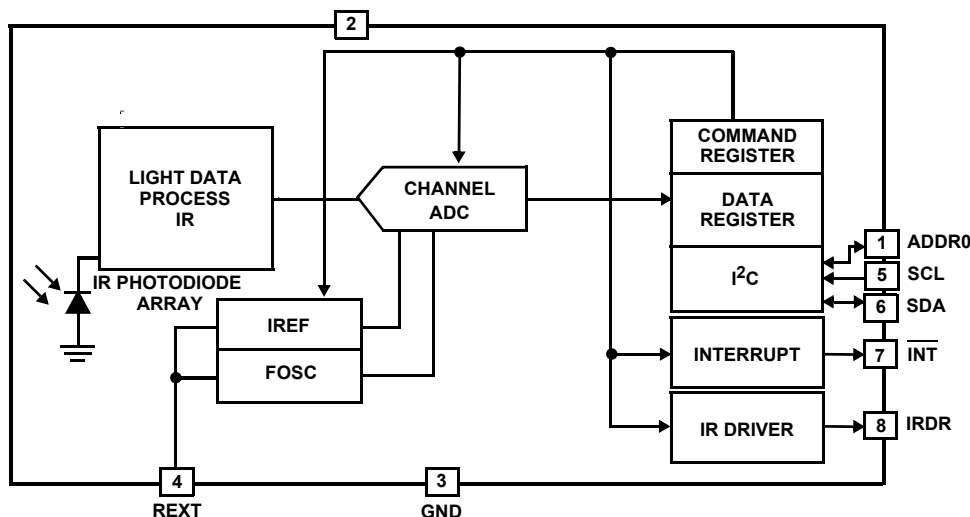 2
COMMAND
REGISTER
LIGHT DATA
PROCESS
IR
CHANNEL
ADC
DATA
REGISTER
I²C
1 ADDR0
5 SCL
6 SDA
IR PHOTODIODE
ARRAY
IREF
FOSC
INTERRUPT
7 INT
IR DRIVER
8 IRDR
4
REXT
3
GND